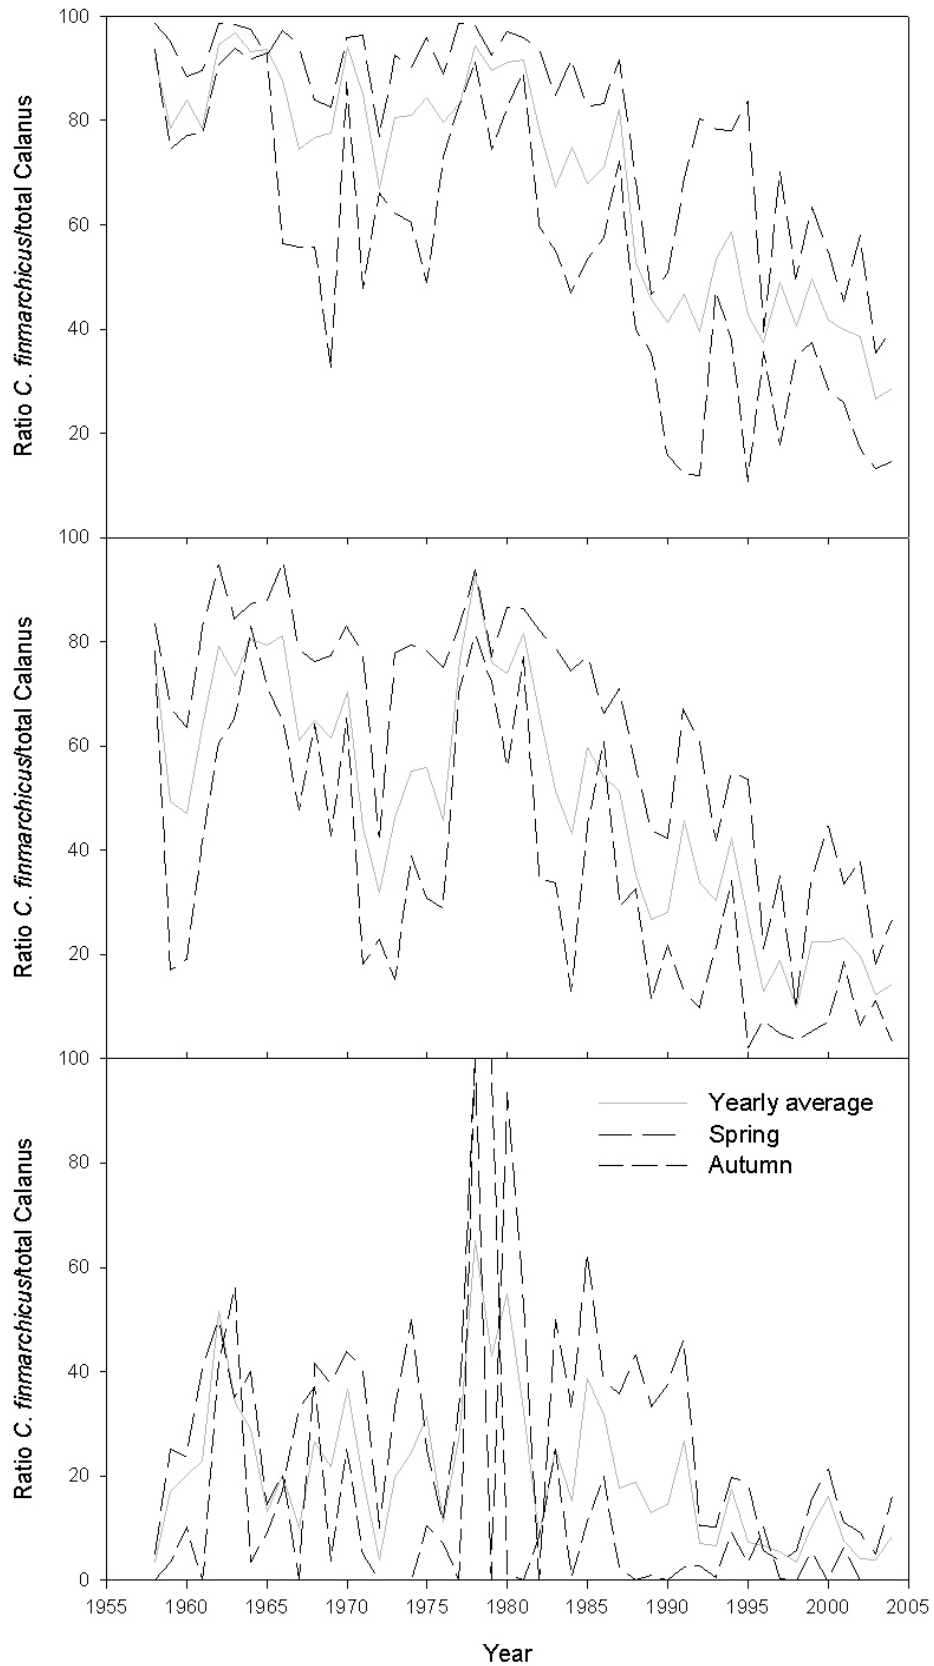 100
80
60
40
20
Ratio C. finmarchicus/total Calanus
100
80
60
40
20
Ratio C. finmarchicus/total Calanus
100
80
60
40
20
0
Ratio C. finmarchicus/total Calanus
Yearly average
Spring
Autumn
1955 1960 1965 1970 1975 1980 1985 1990 1995 2000 2005
Year